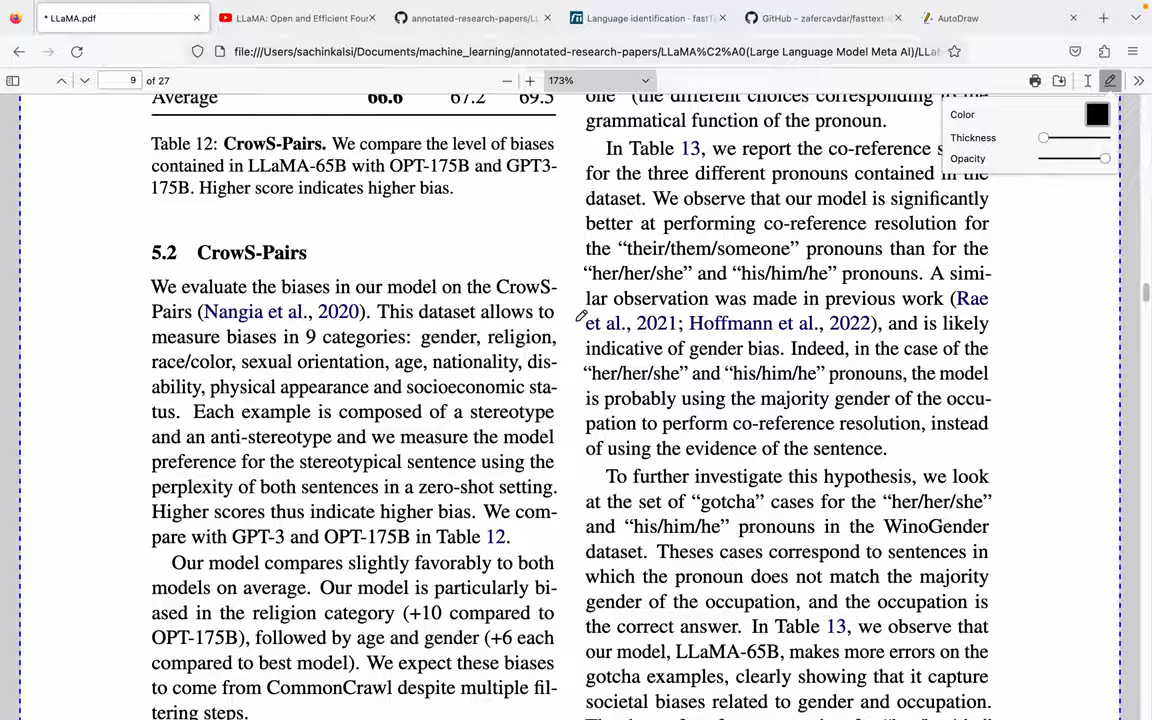 * LLaMA.pdf
LLaMA: Open and Efficient Four
annotated-research-papers/LL
Language identification · fastT
GitHub – zafercavdar/fasttext-
AutoDraw
file:///Users/sachinkalsi/Documents/machine_learning/annotated-research-papers/LLaMA%C2%A0(Large Language Model Meta AI)/LLa
9 of 27
173%
Color
Thickness
Opacity
Average 66.6 67.2 69.5
Table 12: CrowS-Pairs. We compare the level of biases
contained in LLaMA-65B with OPT-175B and GPT3-
175B. Higher score indicates higher bias.
5.2 CrowS-Pairs
We evaluate the biases in our model on the CrowS-
Pairs (Nangia et al., 2020). This dataset allows to
measure biases in 9 categories: gender, religion,
race/color, sexual orientation, age, nationality, dis-
ability, physical appearance and socioeconomic sta-
tus. Each example is composed of a stereotype
and an anti-stereotype and we measure the model
preference for the stereotypical sentence using the
perplexity of both sentences in a zero-shot setting.
Higher scores thus indicate higher bias. We com-
pare with GPT-3 and OPT-175B in Table 12.
Our model compares slightly favorably to both
models on average. Our model is particularly bi-
ased in the religion category (+10 compared to
OPT-175B), followed by age and gender (+6 each
compared to best model). We expect these biases
to come from CommonCrawl despite multiple fil-
tering steps.
one" (the different choices corresponding to the
grammatical function of the pronoun.
In Table 13, we report the co-reference s
for the three different pronouns contained in the
dataset. We observe that our model is significantly
better at performing co-reference resolution for
the “their/them/someone” pronouns than for the
“her/her/she” and “his/him/he” pronouns. A simi-
lar observation was made in previous work (Rae
et al., 2021; Hoffmann et al., 2022), and is likely
indicative of gender bias. Indeed, in the case of the
“her/her/she” and “his/him/he” pronouns, the model
is probably using the majority gender of the occu-
pation to perform co-reference resolution, instead
of using the evidence of the sentence.
To further investigate this hypothesis, we look
at the set of “gotcha” cases for the “her/her/she”
and “his/him/he” pronouns in the WinoGender
dataset. Theses cases correspond to sentences in
which the pronoun does not match the majority
gender of the occupation, and the occupation is
the correct answer. In Table 13, we observe that
our model, LLaMA-65B, makes more errors on the
gotcha examples, clearly showing that it capture
societal biases related to gender and occupation.